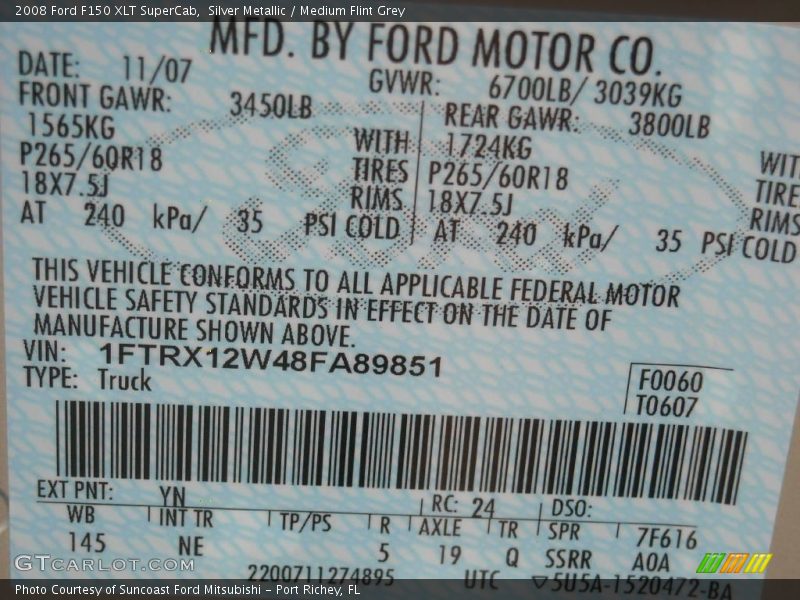 2008 Ford F150 XLT SuperCab, Silver Metallic / Medium Flint Grey
MFD. BY FORD MOTOR CO.
DATE: 11/07 GVWR: 6700LB/ 3039KG
FRONT GAWR: 3450LB REAR GAWR: 3800LB
1565KG WITH 1724KG WITH
P265/60R18 TIRES P265/60R18 TIRES
18X7.5J RIMS 18X7.5J RIMS
AT 240 kPa/ 35 PSI COLD AT 240 kPa/ 35 PSI COLD
THIS VEHICLE CONFORMS TO ALL APPLICABLE FEDERAL MOTOR
VEHICLE SAFETY STANDARDS IN EFFECT ON THE DATE OF
MANUFACTURE SHOWN ABOVE.
VIN: 1FTRX12W48FA89851
TYPE: Truck
F0060
T0607
EXT PNT: YN RC: 24 DSO:
WB INT TR TP/PS R AXLE TR SPR 7F616
145 NE 5 19 Q SSRR A0A
2200711274895 UTC ▽5U5A-1520472-BA
GTcarlot.com
Photo Courtesy of Suncoast Ford Mitsubishi - Port Richey, FL